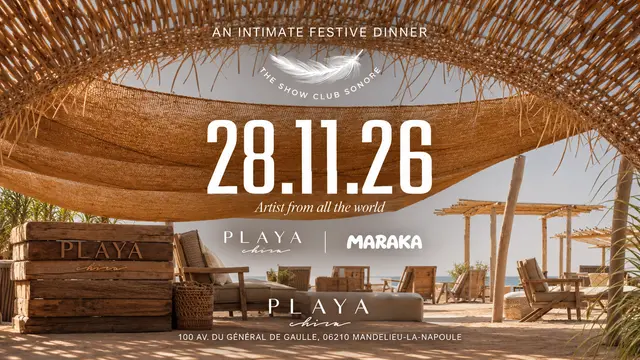 AN INTIMATE FESTIVE DINNER
THE SHOW CLUB SONORE
28.11.26
Artist from all the world
PLAYA
chira
MARAKA
PLAYA
chira
PLAYA
chira
100 AV. DU GÉNÉRAL DE GAULLE, 06210 MANDELIEU-LA-NAPOULE